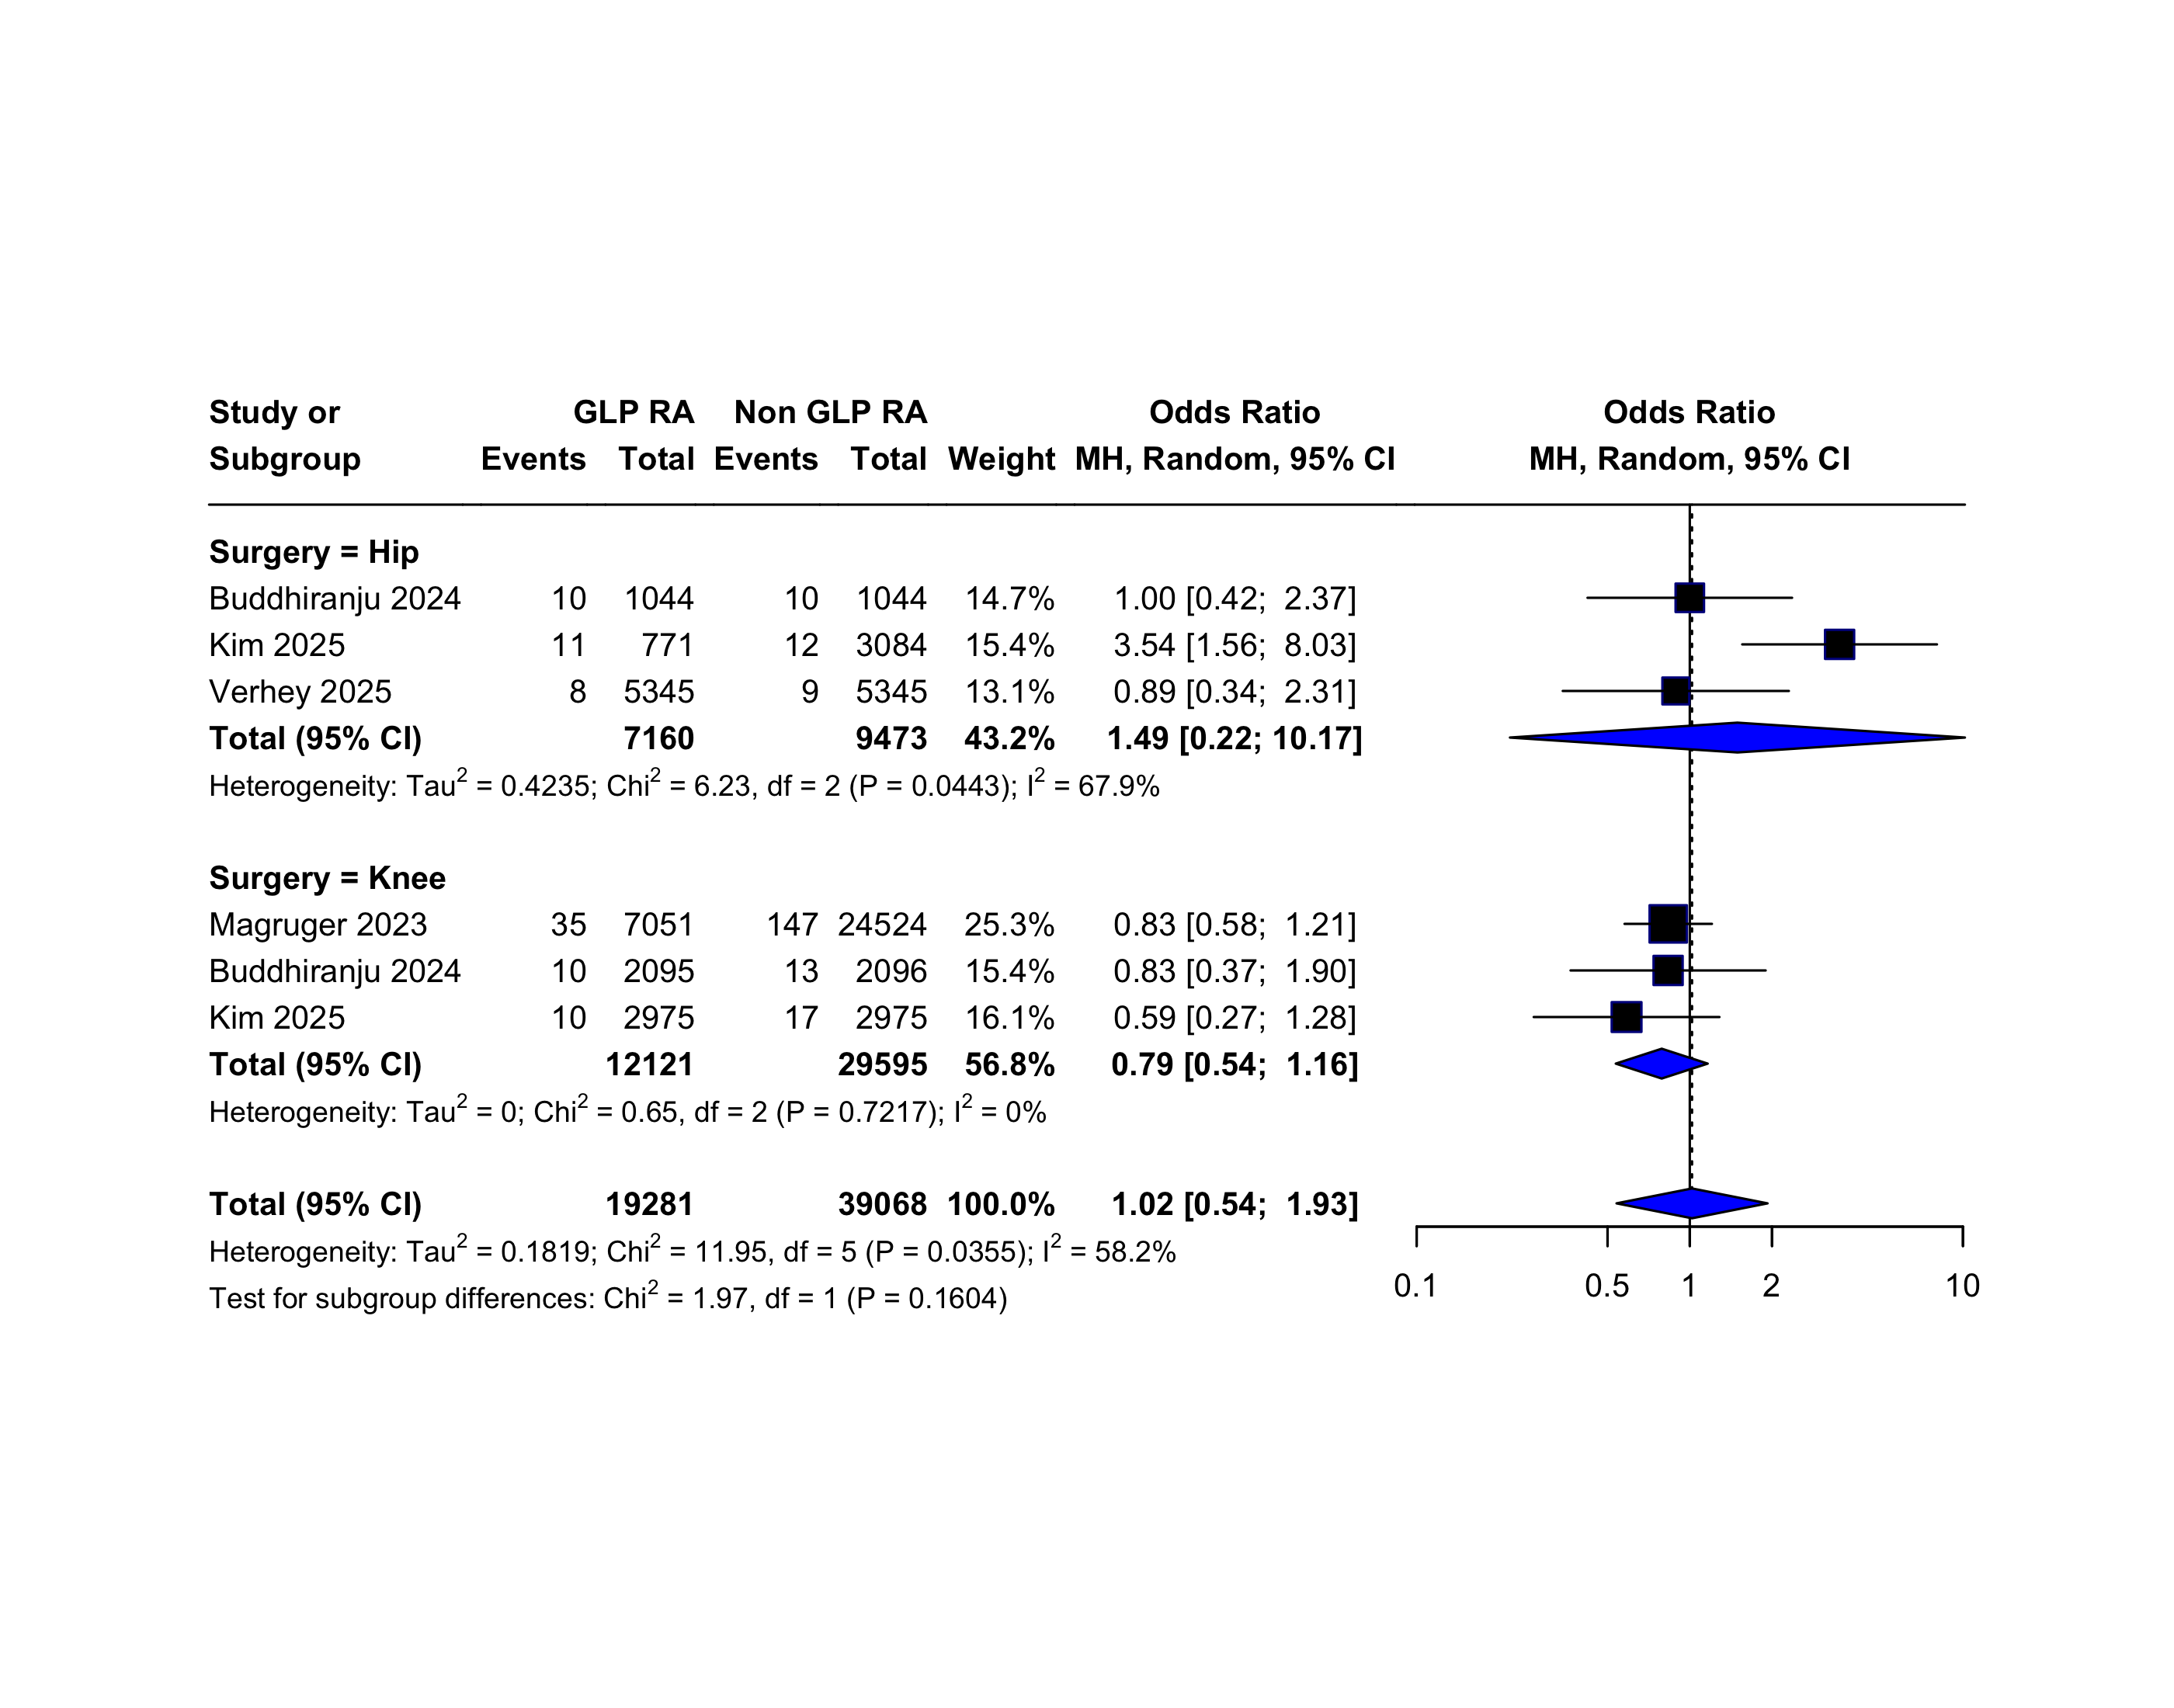 Study or GLP RA Non GLP RA Odds Ratio Odds Ratio
Subgroup Events Total Events Total Weight MH, Random, 95% CI MH, Random, 95% CI
Surgery = Hip
Buddhiranju 2024 10 1044 10 1044 14.7% 1.00 [0.42; 2.37]
Kim 2025 11 771 12 3084 15.4% 3.54 [1.56; 8.03]
Verhey 2025 8 5345 9 5345 13.1% 0.89 [0.34; 2.31]
Total (95% CI) 7160 9473 43.2% 1.49 [0.22; 10.17]
Heterogeneity: Tau² = 0.4235; Chi² = 6.23, df = 2 (P = 0.0443); I² = 67.9%
Surgery = Knee
Magruger 2023 35 7051 147 24524 25.3% 0.83 [0.58; 1.21]
Buddhiranju 2024 10 2095 13 2096 15.4% 0.83 [0.37; 1.90]
Kim 2025 10 2975 17 2975 16.1% 0.59 [0.27; 1.28]
Total (95% CI) 12121 29595 56.8% 0.79 [0.54; 1.16]
Heterogeneity: Tau² = 0; Chi² = 0.65, df = 2 (P = 0.7217); I² = 0%
Total (95% CI) 19281 39068 100.0% 1.02 [0.54; 1.93]
Heterogeneity: Tau² = 0.1819; Chi² = 11.95, df = 5 (P = 0.0355); I² = 58.2%
Test for subgroup differences: Chi² = 1.97, df = 1 (P = 0.1604)
0.1 0.5 1 2 10